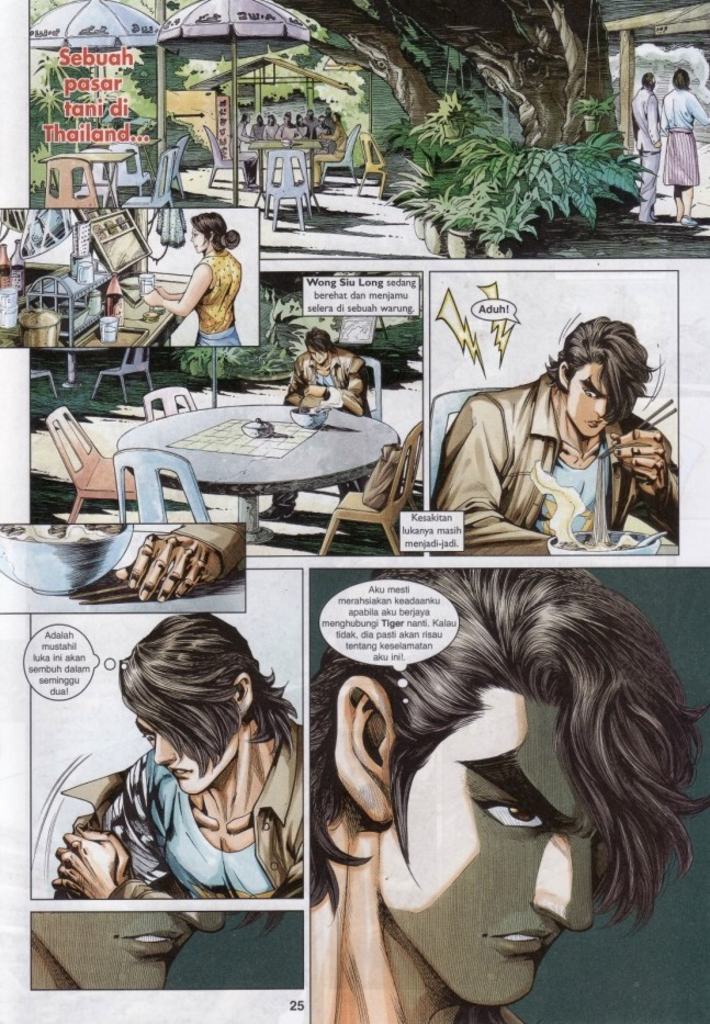 Sebuah
pasar
tani di
Thailand...
Wong Siu Long sedang
berehat dan menjamu
selera di sebuah warung.
Aduh!
Kesakitan
lukanya masih
menjadi-jadi.
Adalah
mustahil
luka ini akan
sembuh dalam
seminggu
dua!
Aku mesti
merahsiakan keadaanku
apabila aku berjaya
menghubungi Tiger nanti. Kalau
tidak, dia pasti akan risau
tentang keselamatan
aku ini!.
25